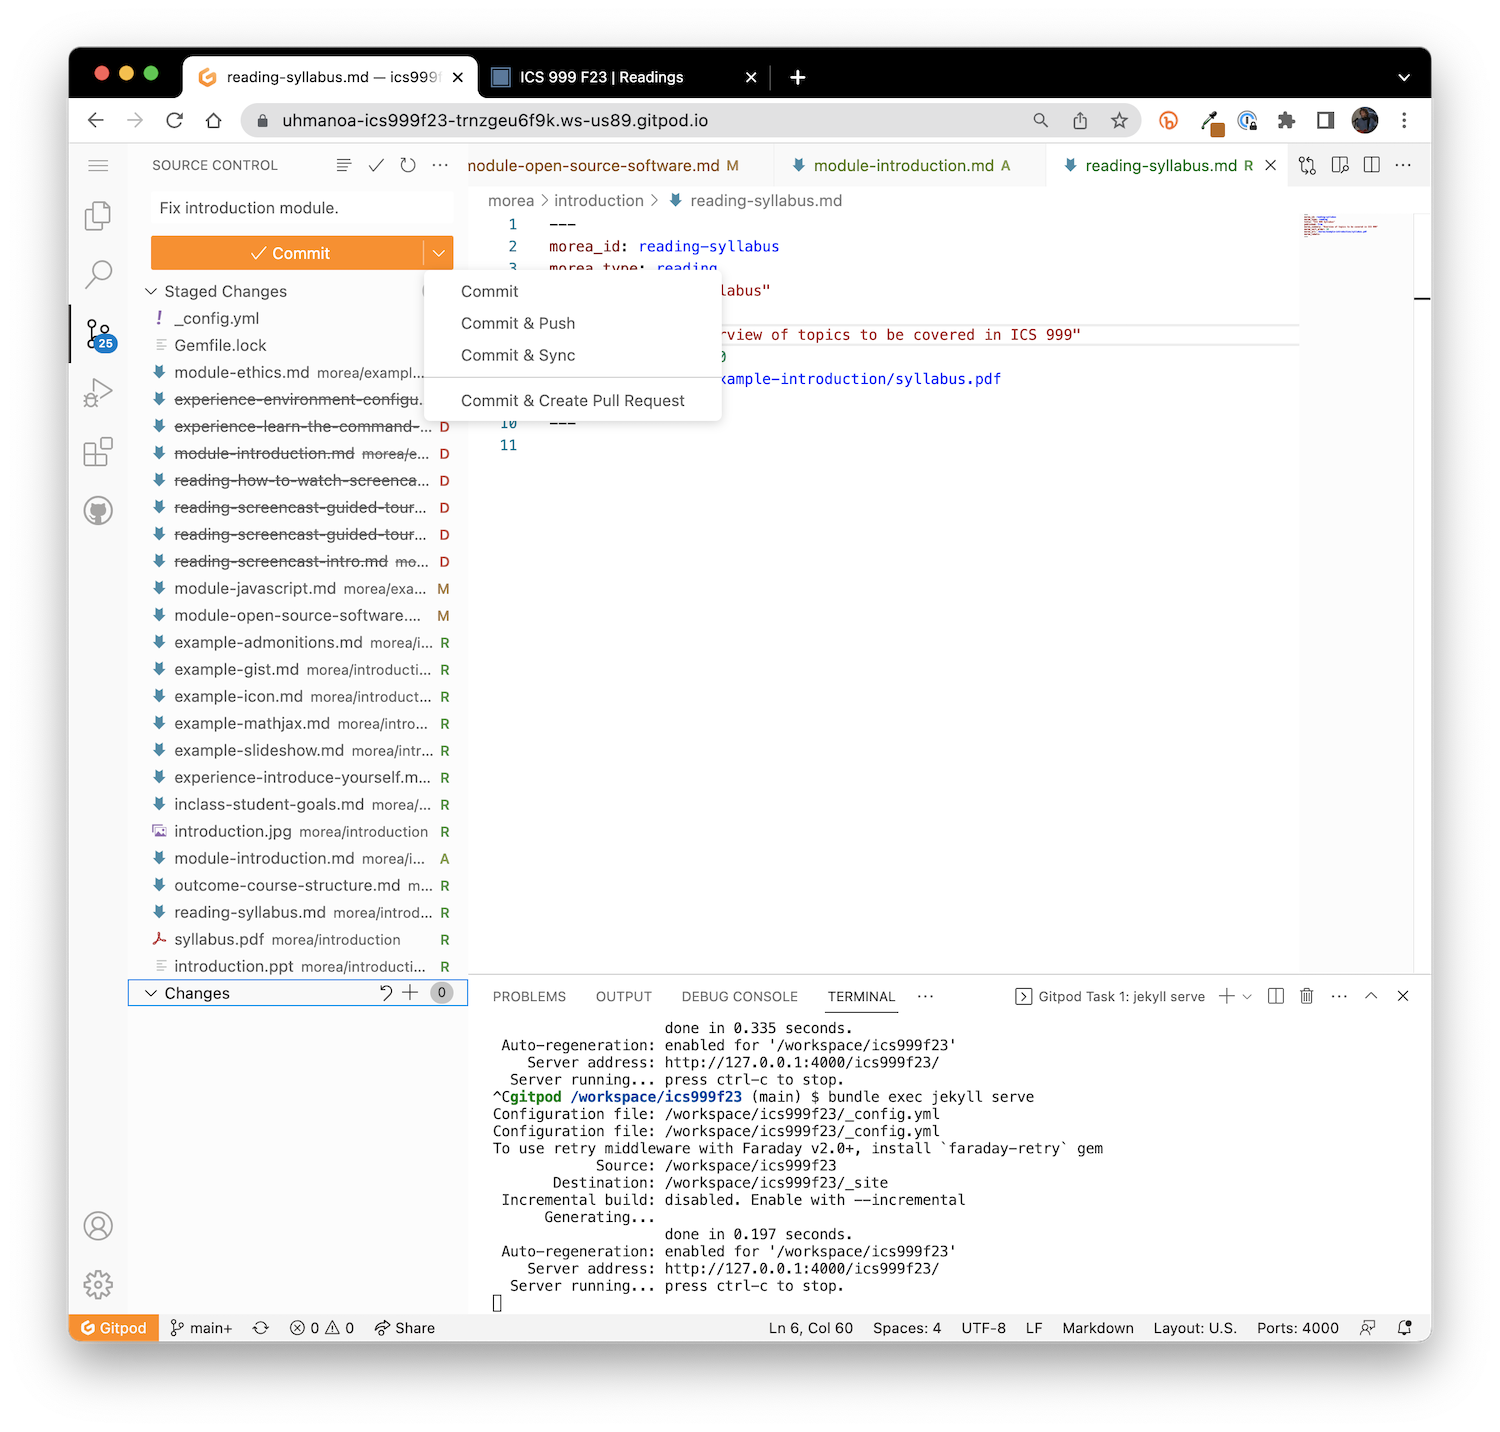 reading-syllabus.md — ics999f
ICS 999 F23 | Readings
uhmanoa-ics999f23-trnzgeu6f9k.ws-us89.gitpod.io
SOURCE CONTROL
module-open-source-software.md M
module-introduction.md A
reading-syllabus.md R
Fix introduction module.
morea > introduction > reading-syllabus.md
Commit
1 ---
2 morea_id: reading-syllabus
3 morea_type: reading
labus"
rview of topics to be covered in ICS 999"
0
xample-introduction/syllabus.pdf
10 ---
11
Commit
Commit & Push
Commit & Sync
Commit & Create Pull Request
Staged Changes
! _config.yml
Gemfile.lock
module-ethics.md morea/exampl...
experience-environment-configu.
experience-learn-the-command-... D
module-introduction.md morea/e... D
reading-how-to-watch-screenca... D
reading-screencast-guided-tour... D
reading-screencast-guided-tour... D
reading-screencast-intro.md mo... D
module-javascript.md morea/exa... M
module-open-source-software.... M
example-admonitions.md morea/i... R
example-gist.md morea/introducti... R
example-icon.md morea/introduct... R
example-mathjax.md morea/intro... R
example-slideshow.md morea/intr... R
experience-introduce-yourself.m... R
inclass-student-goals.md morea/... R
introduction.jpg morea/introduction R
module-introduction.md morea/i... A
outcome-course-structure.md m... R
reading-syllabus.md morea/introd... R
syllabus.pdf morea/introduction R
introduction.ppt morea/introducti... R
Changes 0
25
PROBLEMS OUTPUT DEBUG CONSOLE TERMINAL ... Gitpod Task 1: jekyll serve
done in 0.335 seconds.
Auto-regeneration: enabled for '/workspace/ics999f23'
Server address: http://127.0.0.1:4000/ics999f23/
Server running... press ctrl-c to stop.
^Cgitpod /workspace/ics999f23 (main) $ bundle exec jekyll serve
Configuration file: /workspace/ics999f23/_config.yml
Configuration file: /workspace/ics999f23/_config.yml
To use retry middleware with Faraday v2.0+, install `faraday-retry` gem
Source: /workspace/ics999f23
Destination: /workspace/ics999f23/_site
Incremental build: disabled. Enable with --incremental
Generating...
done in 0.197 seconds.
Auto-regeneration: enabled for '/workspace/ics999f23'
Server address: http://127.0.0.1:4000/ics999f23/
Server running... press ctrl-c to stop.
Gitpod main+ 0 0 Share Ln 6, Col 60 Spaces: 4 UTF-8 LF Markdown Layout: U.S. Ports: 4000